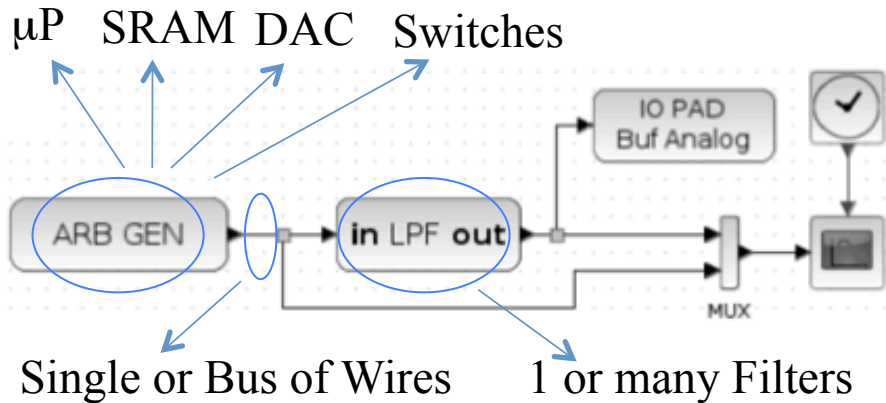 μP SRAM DAC Switches
IO PAD
Buf Analog
ARB GEN
in LPF out
MUX
Single or Bus of Wires
1 or many Filters